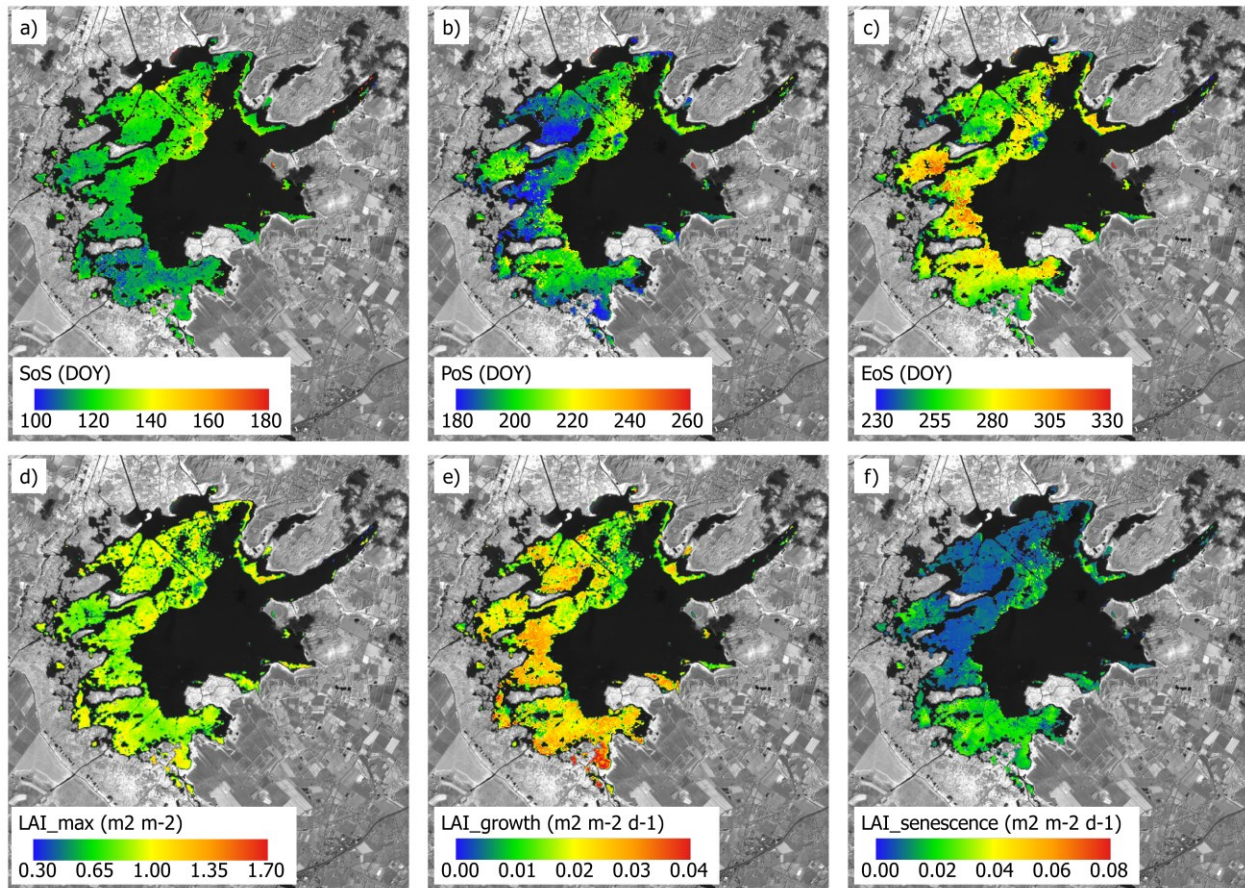 a)
b)
c)
SoS (DOY)
100 120 140 160 181
PoS (DOY)
180 200 220 240 260
EoS (DOY)
230 255 280 305 330
d)
e)
f)
LAI_max (m2 m-2)
0.30 0.65 1.00 1.35 1.70
LAI_growth (m2 m-2 d-1)
0.00 0.01 0.02 0.03 0.04
LAI_senescence (m2 m-2 d-1)
0.00 0.02 0.04 0.06 0.08